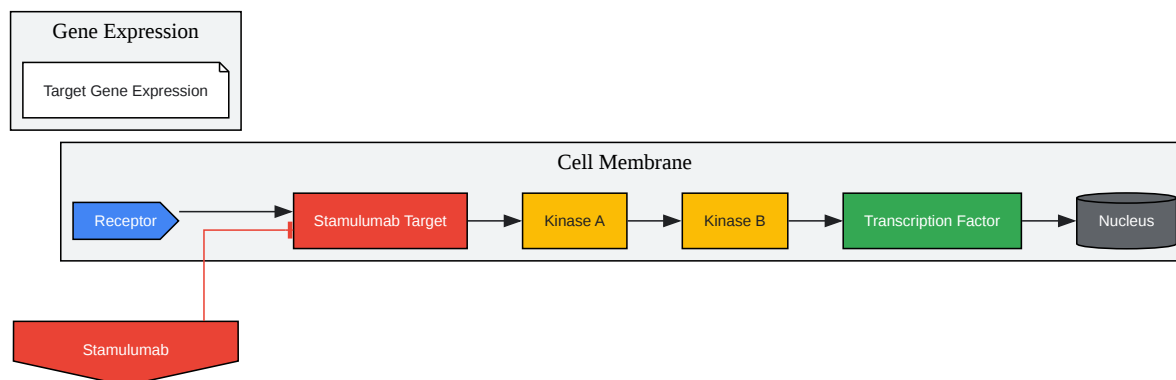 Gene Expression
Target Gene Expression
Cell Membrane
Receptor
Stamulumab Target
Kinase A
Kinase B
Transcription Factor
Nucleus
Stamulumab